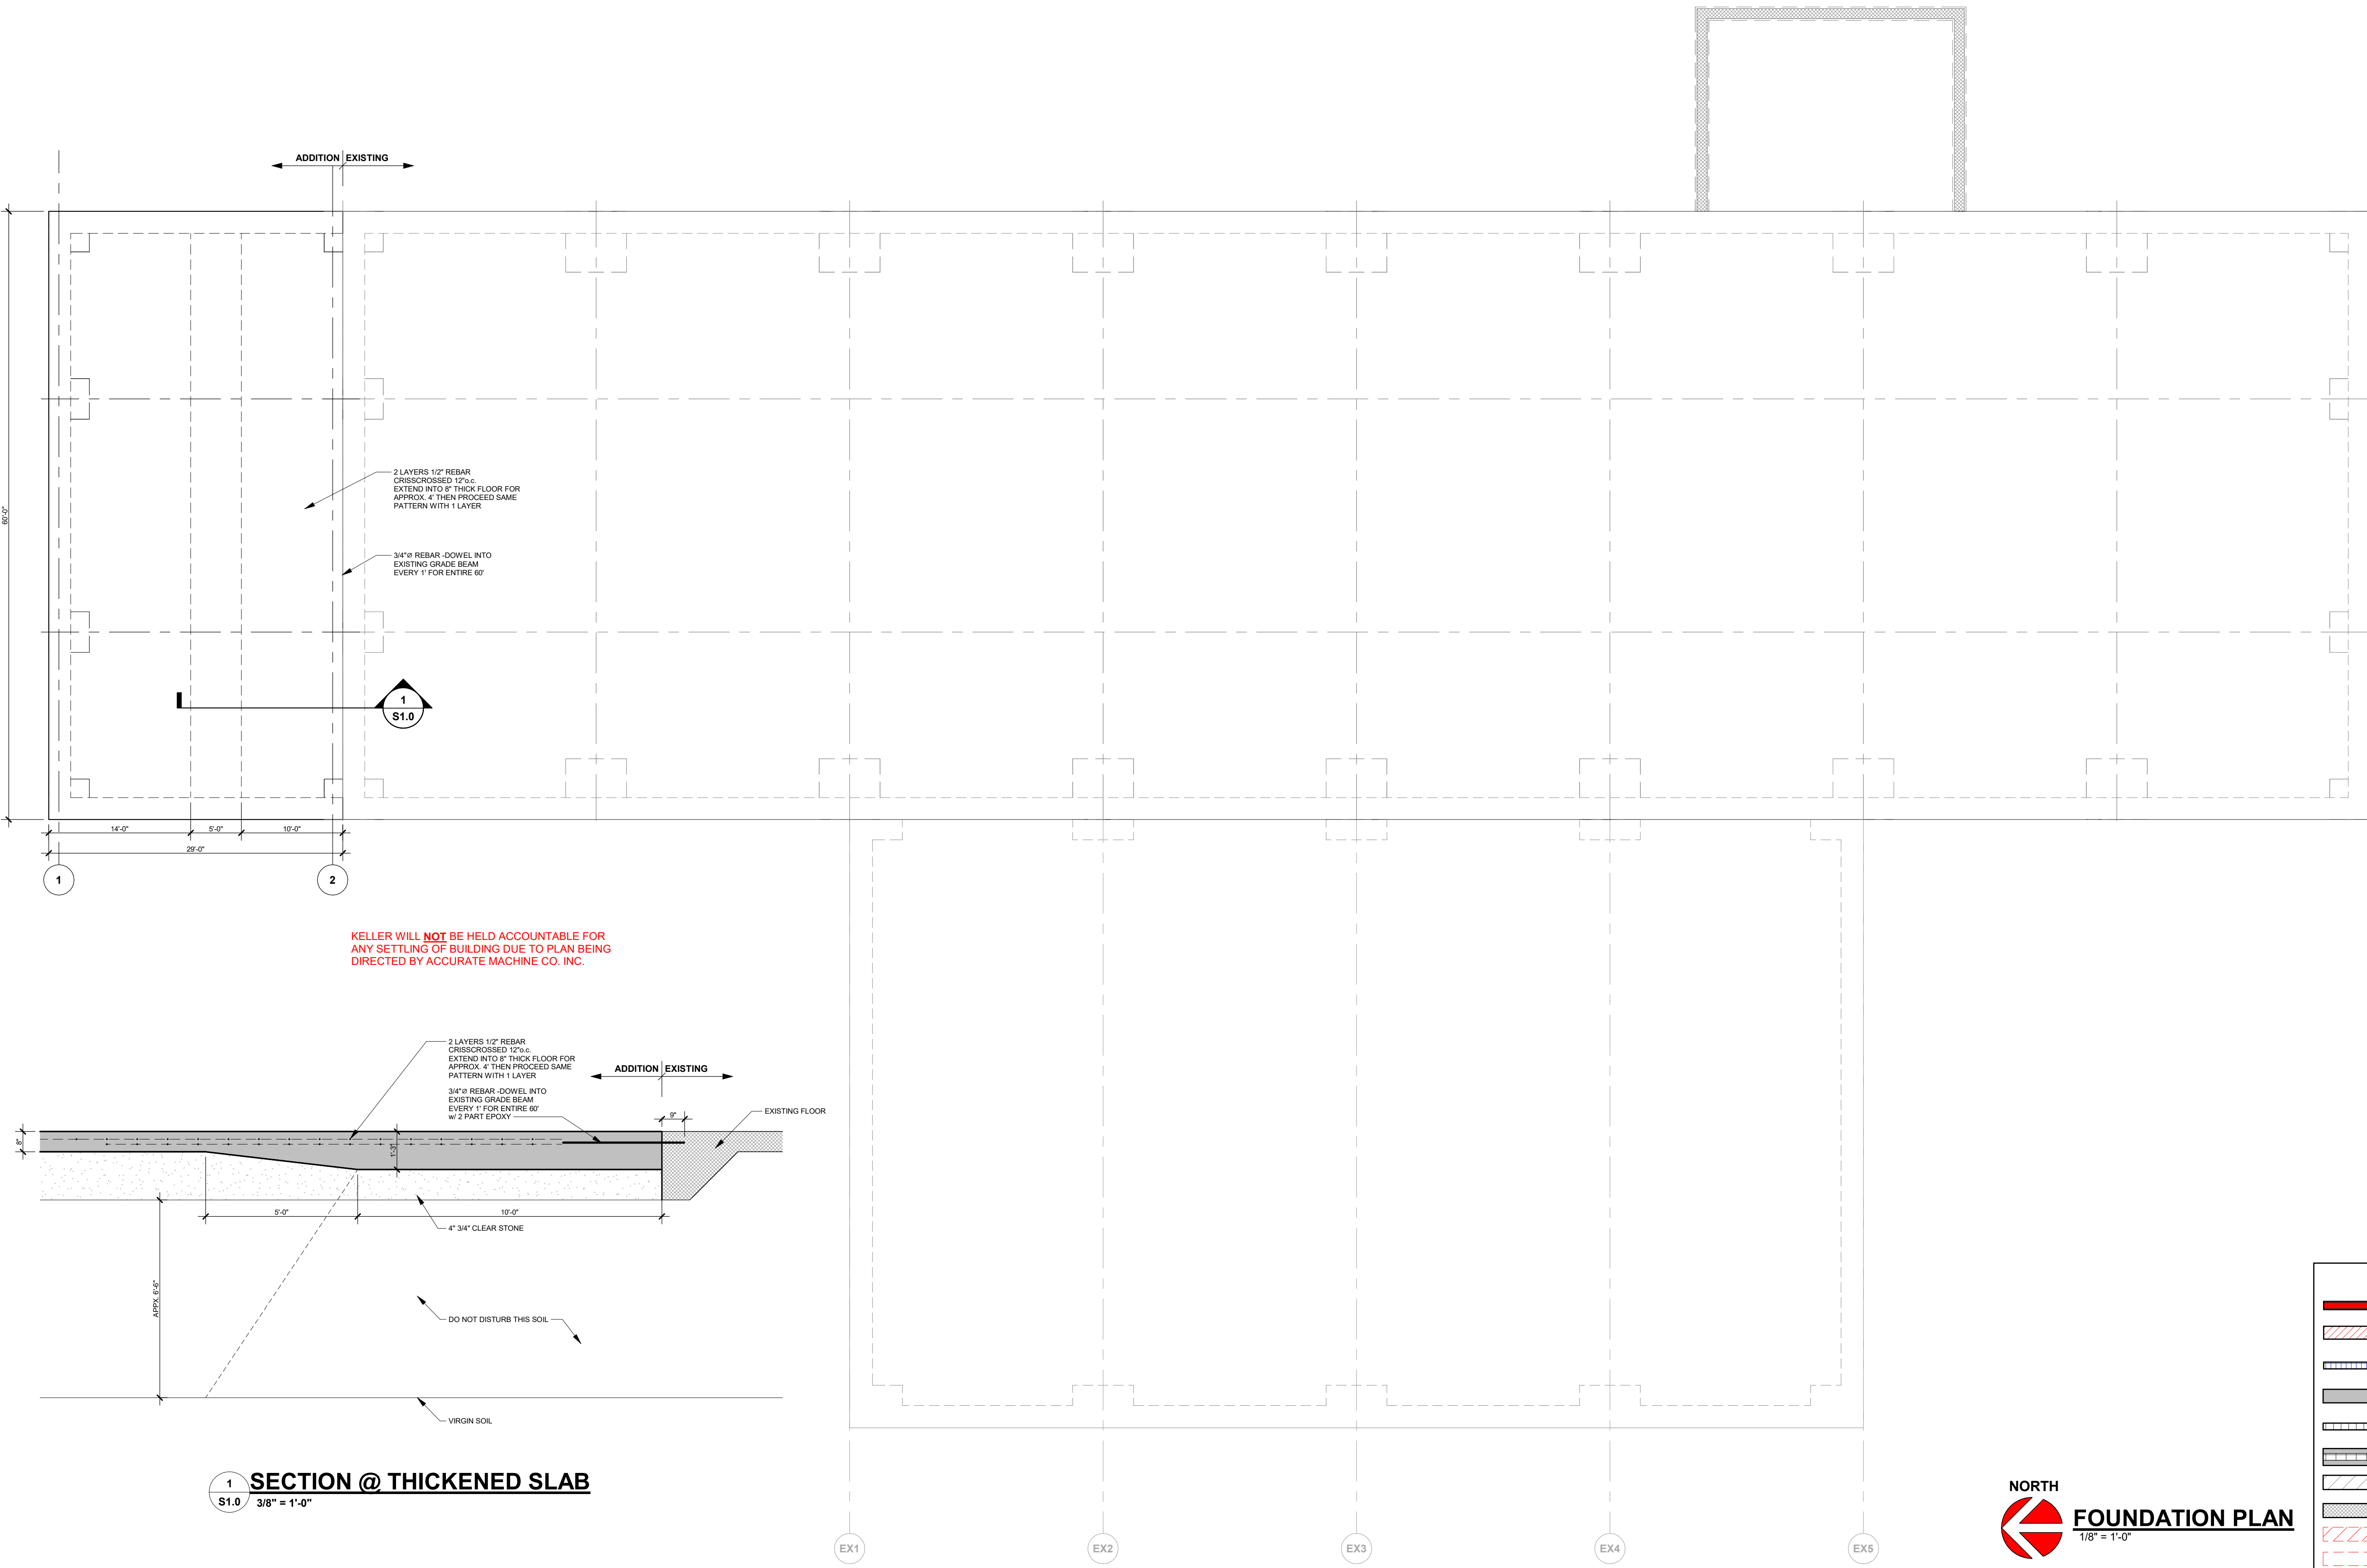 ADDITION EXISTING
60'-0"
2 LAYERS 1/2" REBAR
CRISSCROSSED 12"o.c.
EXTEND INTO 8" THICK FLOOR FOR
APPROX. 4' THEN PROCEED SAME
PATTERN WITH 1 LAYER
3/4"Ø REBAR -DOWEL INTO
EXISTING GRADE BEAM
EVERY 1' FOR ENTIRE 60'
1
S1.0
14'-0" 5'-0" 10'-0"
29'-0"
1 2
KELLER WILL NOT BE HELD ACCOUNTABLE FOR
ANY SETTLING OF BUILDING DUE TO PLAN BEING
DIRECTED BY ACCURATE MACHINE CO. INC.
2 LAYERS 1/2" REBAR
CRISSCROSSED 12"o.c.
EXTEND INTO 8" THICK FLOOR FOR
APPROX. 4' THEN PROCEED SAME
PATTERN WITH 1 LAYER
3/4"Ø REBAR -DOWEL INTO
EXISTING GRADE BEAM
EVERY 1' FOR ENTIRE 60'
w/ 2 PART EPOXY
ADDITION EXISTING
9"
EXISTING FLOOR
8"
1'-3"
5'-0" 10'-0"
4" 3/4" CLEAR STONE
APPX. 6'-6"
DO NOT DISTURB THIS SOIL
VIRGIN SOIL
1
S1.0
SECTION @ THICKENED SLAB
3/8" = 1'-0"
EX1 EX2 EX3 EX4 EX5
NORTH
FOUNDATION PLAN
1/8" = 1'-0"